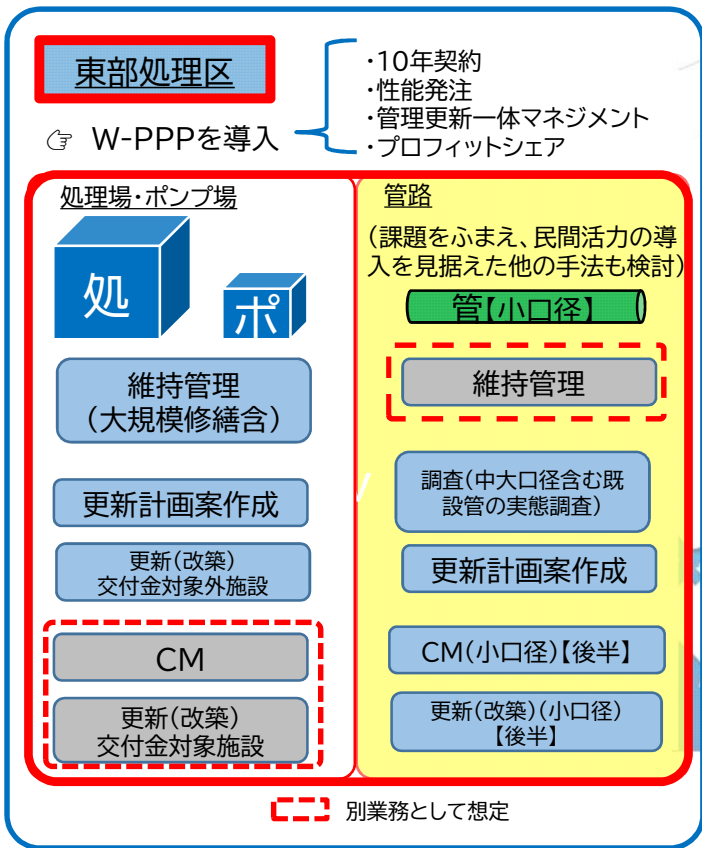 東部処理区
☞ W-PPPを導入
・10年契約
・性能発注
・管理更新一体マネジメント
・プロフィットシェア
処理場・ポンプ場
処
ポ
維持管理
(大規模修繕含)
更新計画案作成
更新(改築)
交付金対象外施設
CM
更新(改築)
交付金対象施設
管路
(課題をふまえ、民間活力の導
入を見据えた他の手法も検討)
管【小口径】
維持管理
調査(中大口径含む既
設管の実態調査)
更新計画案作成
CM(小口径)【後半】
更新(改築)(小口径)
【後半】
別業務として想定